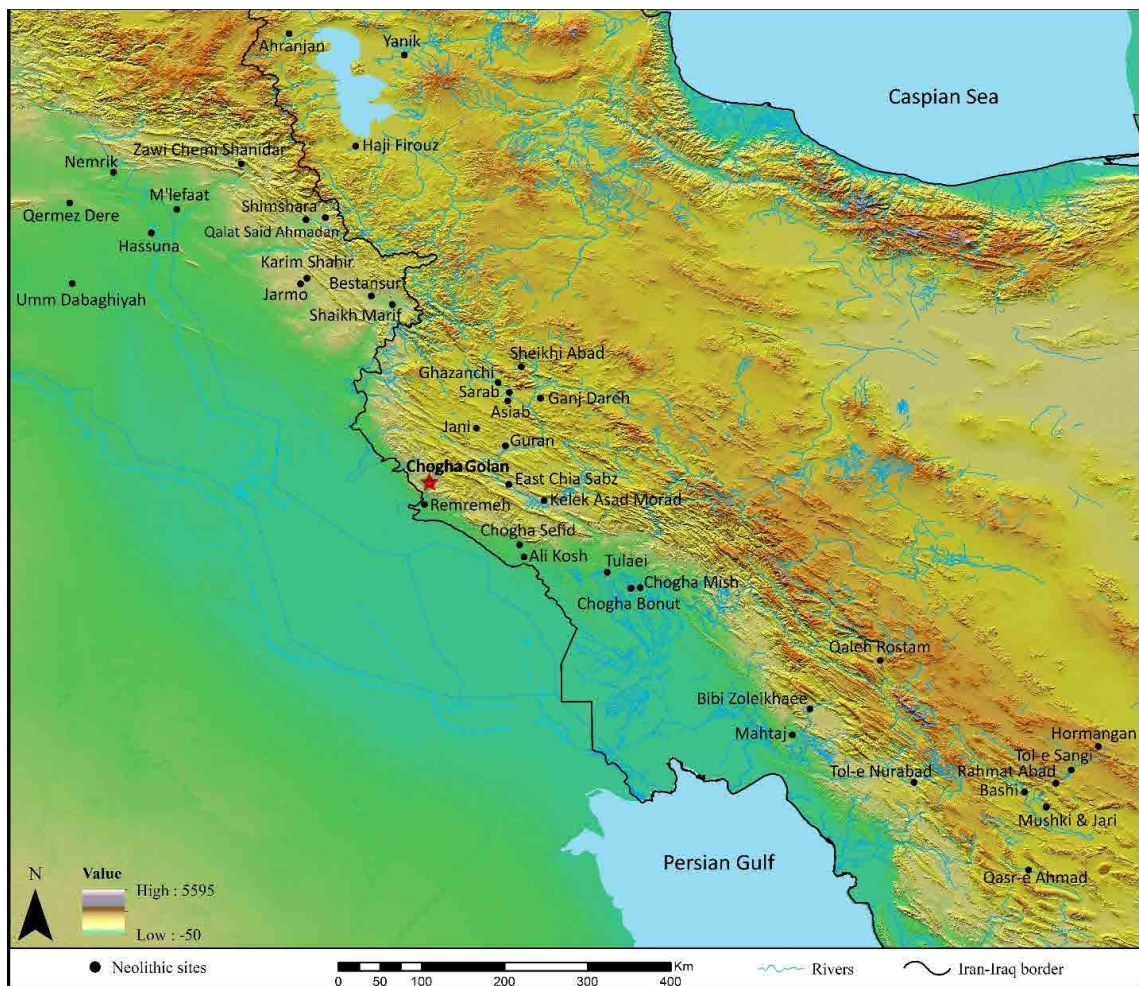 Ahranjan
Yanik
Caspian Sea
Haji Firouz
Zawi Chemi Shanidar
Nemrik
M'lefaat
Shimshara
Qermez Dere
Qalat Said Ahmadan
Hassuna
Karim Shahir
Bestansur
Jarmo
Umm Dabaghiyah
Shaikh Marif
Sheikhi Abad
Ghazanchi
Sarab
Ganj Dareh
Asiab
Jani
Guran
Chogha Golan
East Chia Sabz
Kelek Asad Morad
Remremeh
Chogha Sefid
Ali Kosh
Tulaei
Chogha Mish
Chogha Bonut
Qaleh Rostam
Bibi Zoleikhaee
Mahtaj
Hormangan
Tol-e Sangi
Tol-e Nurabad
Rahmat Abad
Bashi
Mushki & Jari
Persian Gulf
Qasr-e Ahmad
N
Value
High : 5595
Low : -50
Neolithic sites
Km
0 50 100 200 300 400
Rivers
Iran-Iraq border